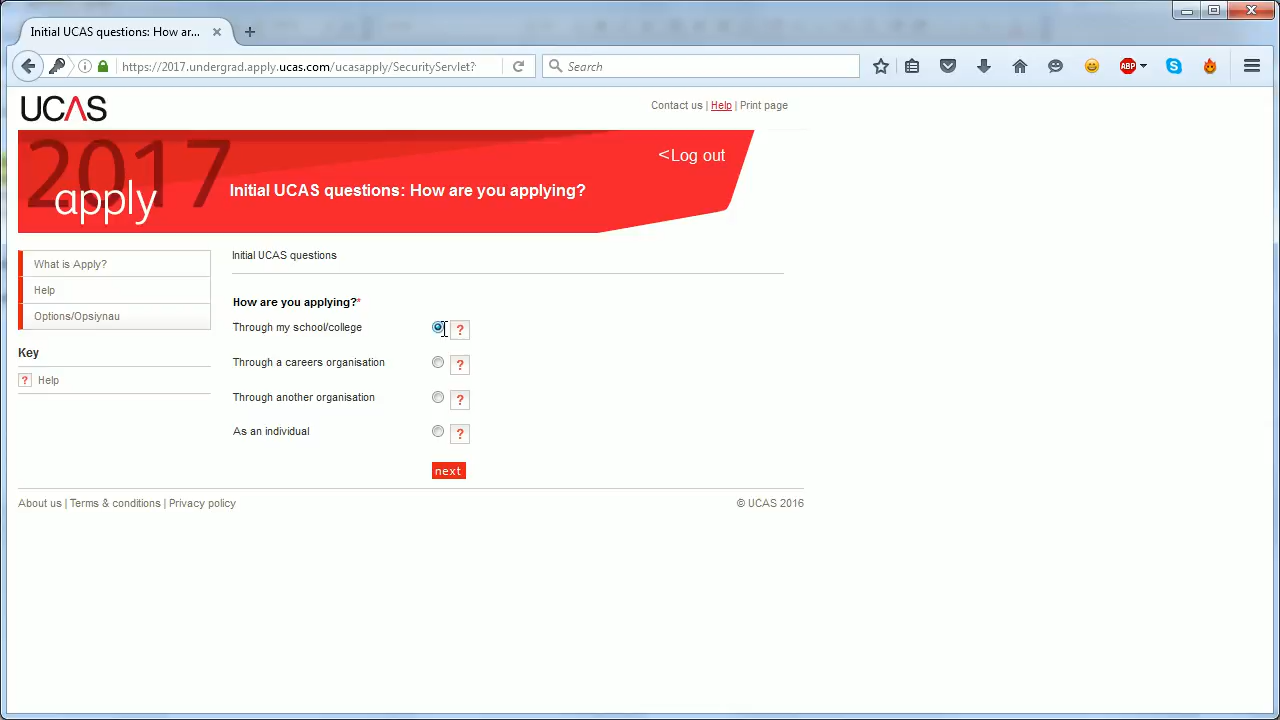 Initial UCAS questions: How ar...
https://2017.undergrad.apply.ucas.com/ucasapply/SecurityServlet?
Search
ABP
UCAS
Contact us | Help | Print page
2017
apply
<Log out
Initial UCAS questions: How are you applying?
What is Apply?
Help
Options/Opsiynau
Key
? Help
Initial UCAS questions
How are you applying?*
Through my school/college ?
Through a careers organisation ?
Through another organisation ?
As an individual ?
next
About us | Terms & conditions | Privacy policy
© UCAS 2016